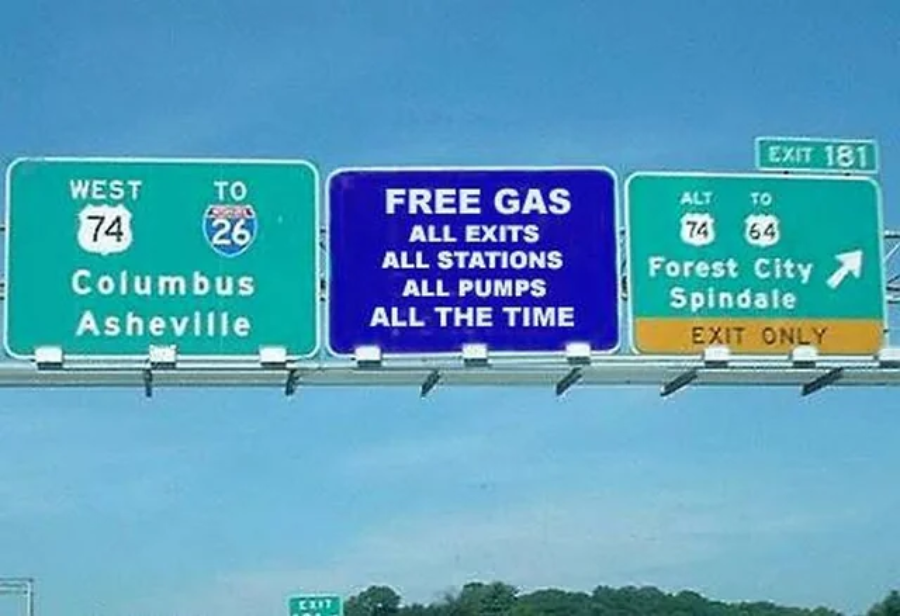 WEST TO
74 26
Columbus
Asheville
FREE GAS
ALL EXITS
ALL STATIONS
ALL PUMPS
ALL THE TIME
EXIT 181
ALT TO
74 64
Forest City
Spindale
EXIT ONLY
EXIT